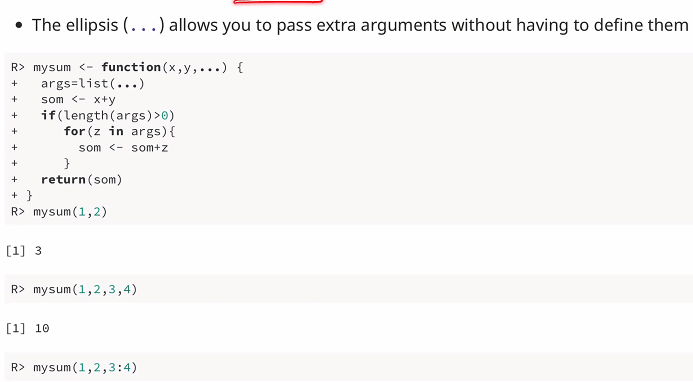 • The ellipsis (...) allows you to pass extra arguments without having to define them
R> mysum <- function(x,y,...) {
+   args=list(...)
+   som <- x+y
+   if(length(args)>0)
+      for(z in args){
+        som <- som+z
+      }
+   return(som)
+ }
R> mysum(1,2)
[1] 3
R> mysum(1,2,3,4)
[1] 10
R> mysum(1,2,3:4)